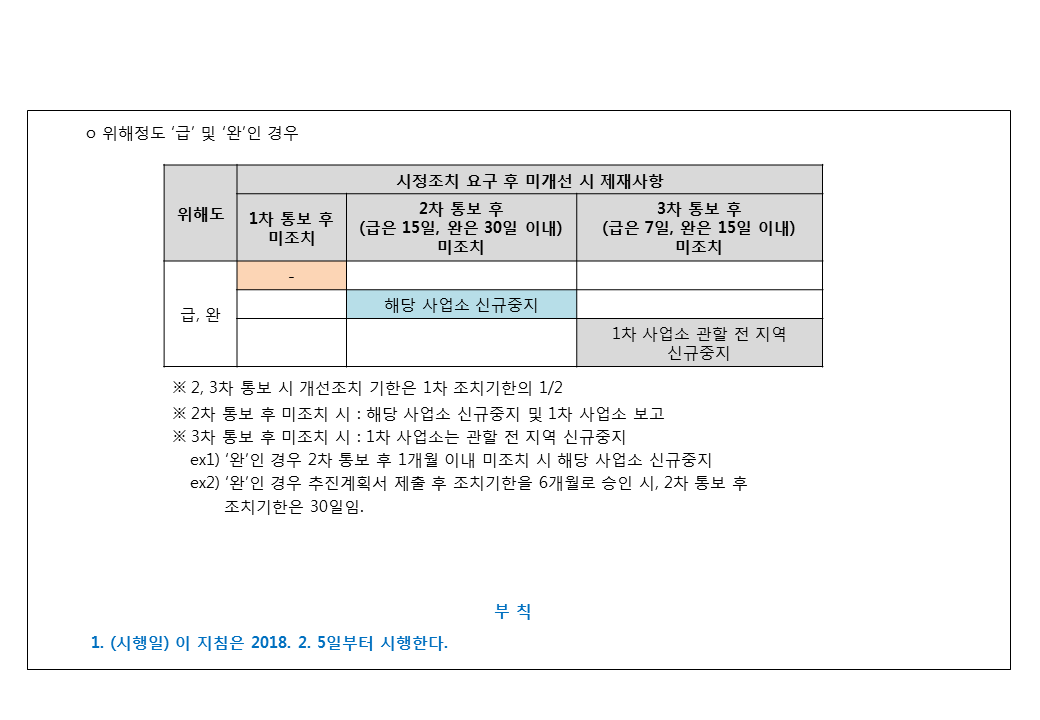 ㅇ 위해정도 ‘급’ 및 ‘완’인 경우
위해도
시정조치 요구 후 미개선 시 제재사항
1차 통보 후
미조치
2차 통보 후
(급은 15일, 완은 30일 이내)
미조치
3차 통보 후
(급은 7일, 완은 15일 이내)
미조치
급, 완
-
해당 사업소 신규중지
1차 사업소 관할 전 지역
신규중지
※ 2, 3차 통보 시 개선조치 기한은 1차 조치기한의 1/2
※ 2차 통보 후 미조치 시 : 해당 사업소 신규중지 및 1차 사업소 보고
※ 3차 통보 후 미조치 시 : 1차 사업소는 관할 전 지역 신규중지
ex1) ‘완’인 경우 2차 통보 후 1개월 이내 미조치 시 해당 사업소 신규중지
ex2) ‘완’인 경우 추진계획서 제출 후 조치기한을 6개월로 승인 시, 2차 통보 후
조치기한은 30일임.
부 칙
1. (시행일) 이 지침은 2018. 2. 5일부터 시행한다.